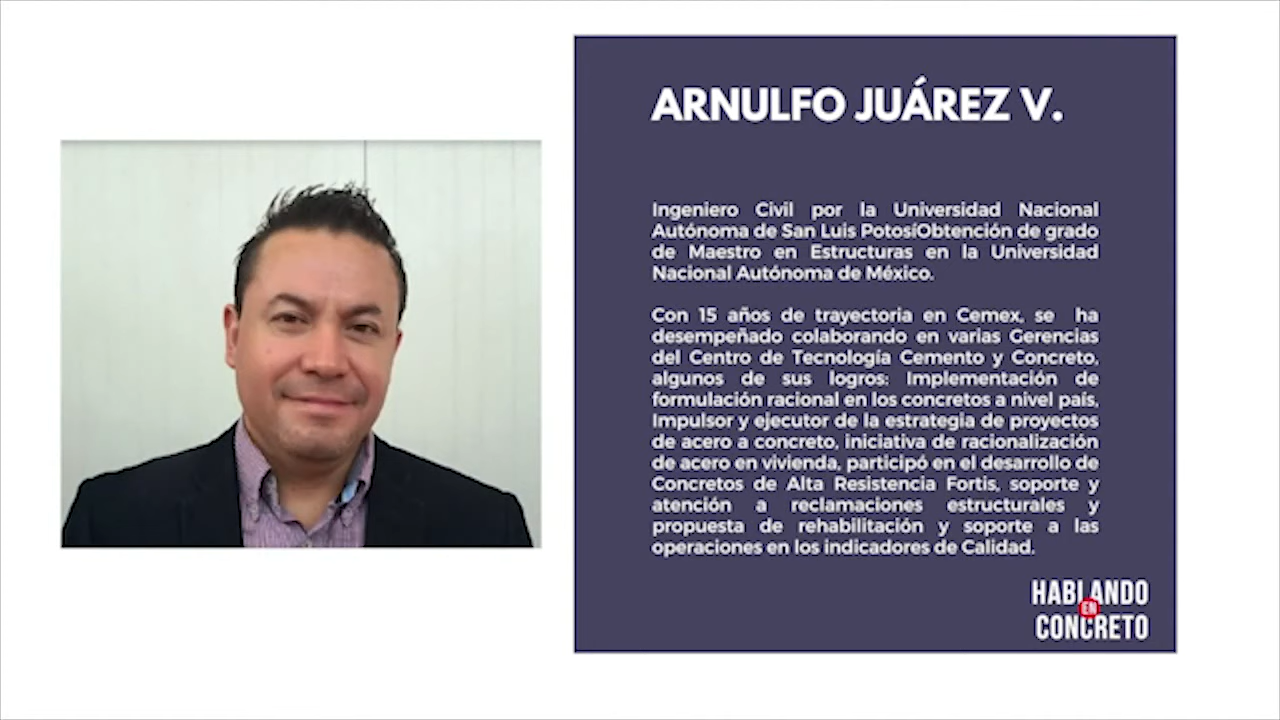 ARNULFO JUÁREZ V.
Ingeniero Civil por la Universidad Nacional
Autónoma de San Luis PotosíObtención de grado
de Maestro en Estructuras en la Universidad
Nacional Autónoma de México.
Con 15 años de trayectoria en Cemex, se ha
desempeñado colaborando en varias Gerencias
del Centro de Tecnología Cemento y Concreto,
algunos de sus logros: Implementación de
formulación racional en los concretos a nivel país,
Impulsor y ejecutor de la estrategia de proyectos
de acero a concreto, iniciativa de racionalización
de acero en vivienda, participó en el desarrollo de
Concretos de Alta Resistencia Fortis, soporte y
atención a reclamaciones estructurales y
propuesta de rehabilitación y soporte a las
operaciones en los indicadores de Calidad.
HABLANDO
EN
CONCRETO